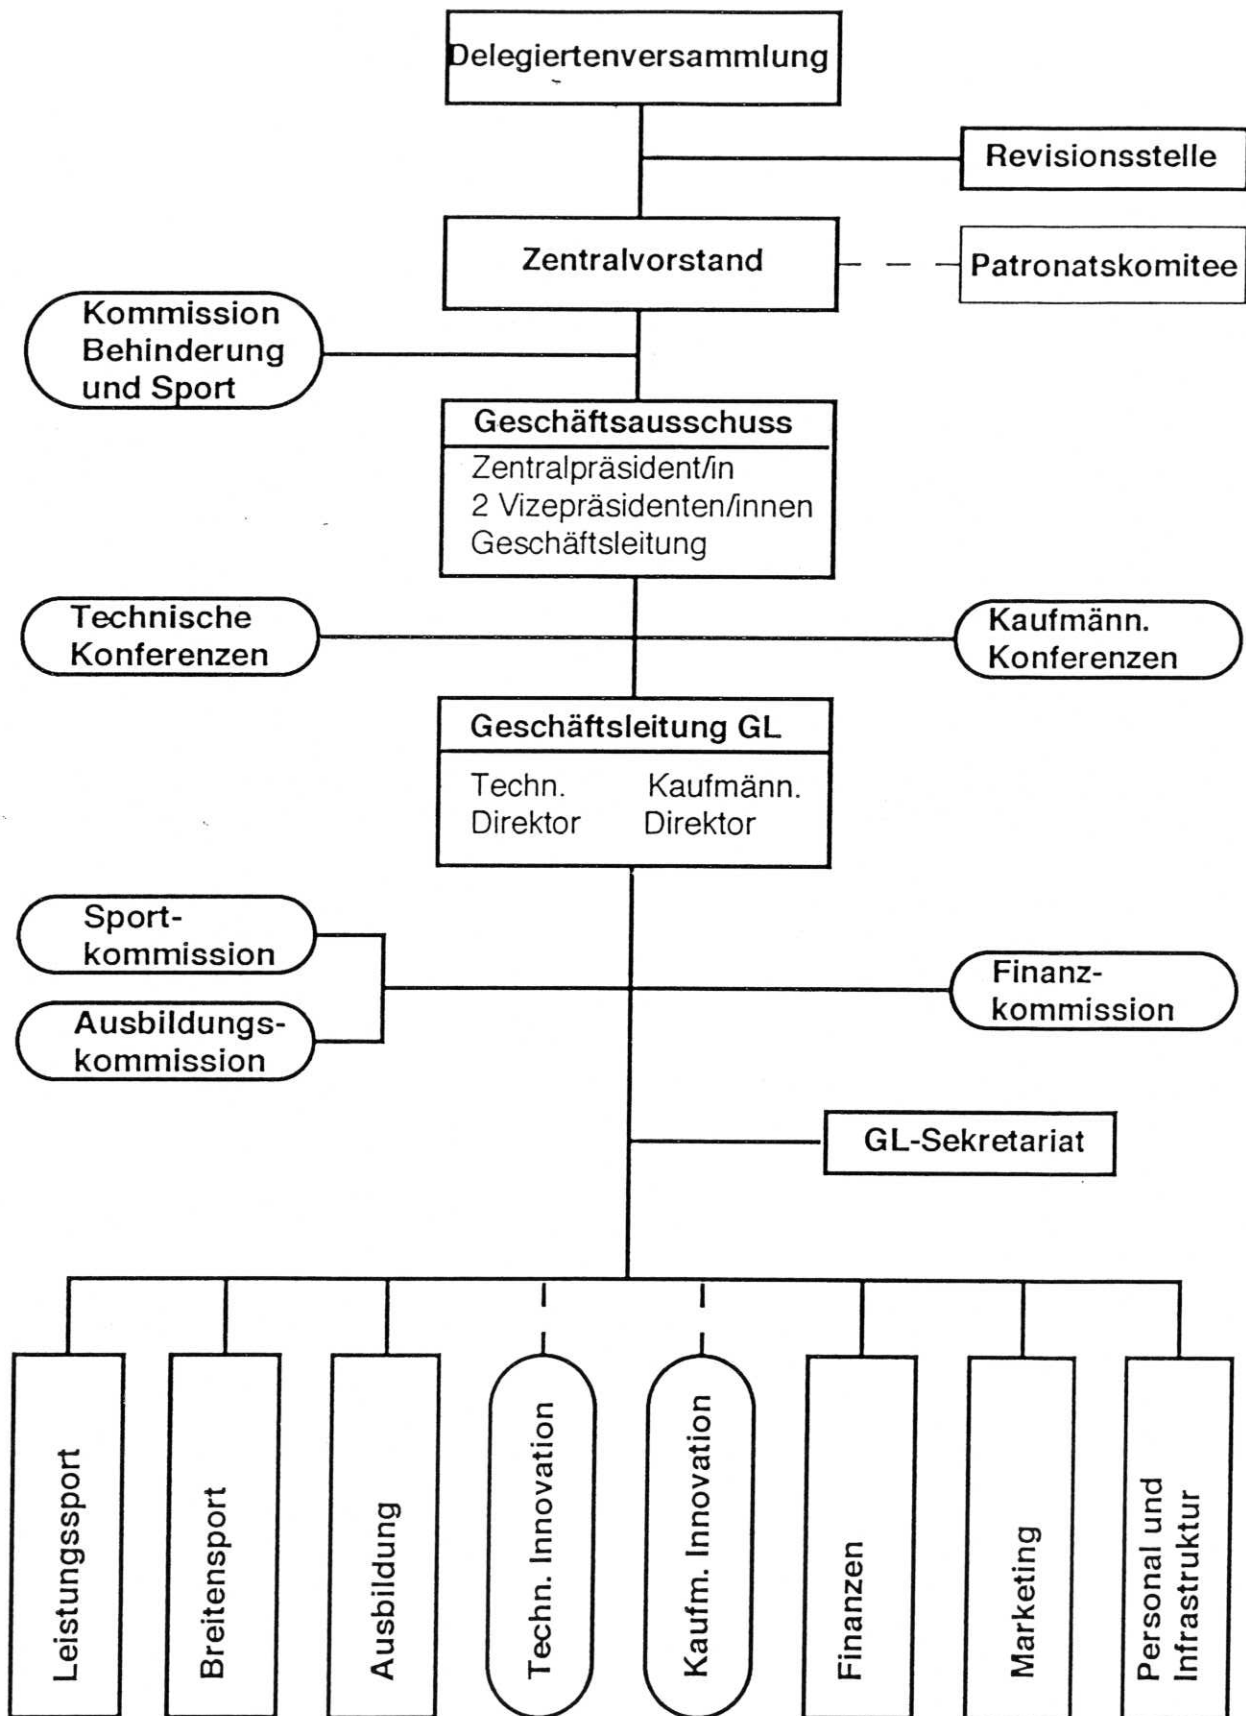 Delegiertenversammlung
Revisionsstelle
Zentralvorstand
Patronatskomitee
Kommission
Behinderung
und Sport
Geschäftsausschuss
Zentralpräsident/in
2 Vizepräsidenten/innen
Geschäftsleitung
Technische
Konferenzen
Kaufmänn.
Konferenzen
Geschäftsleitung GL
Techn. Kaufmänn.
Direktor Direktor
Sport-
kommission
Finanz-
kommission
Ausbildungs-
kommission
GL-Sekretariat
Leistungssport
Breitensport
Ausbildung
Techn. Innovation
Kaufm. Innovation
Finanzen
Marketing
Personal und
Infrastruktur